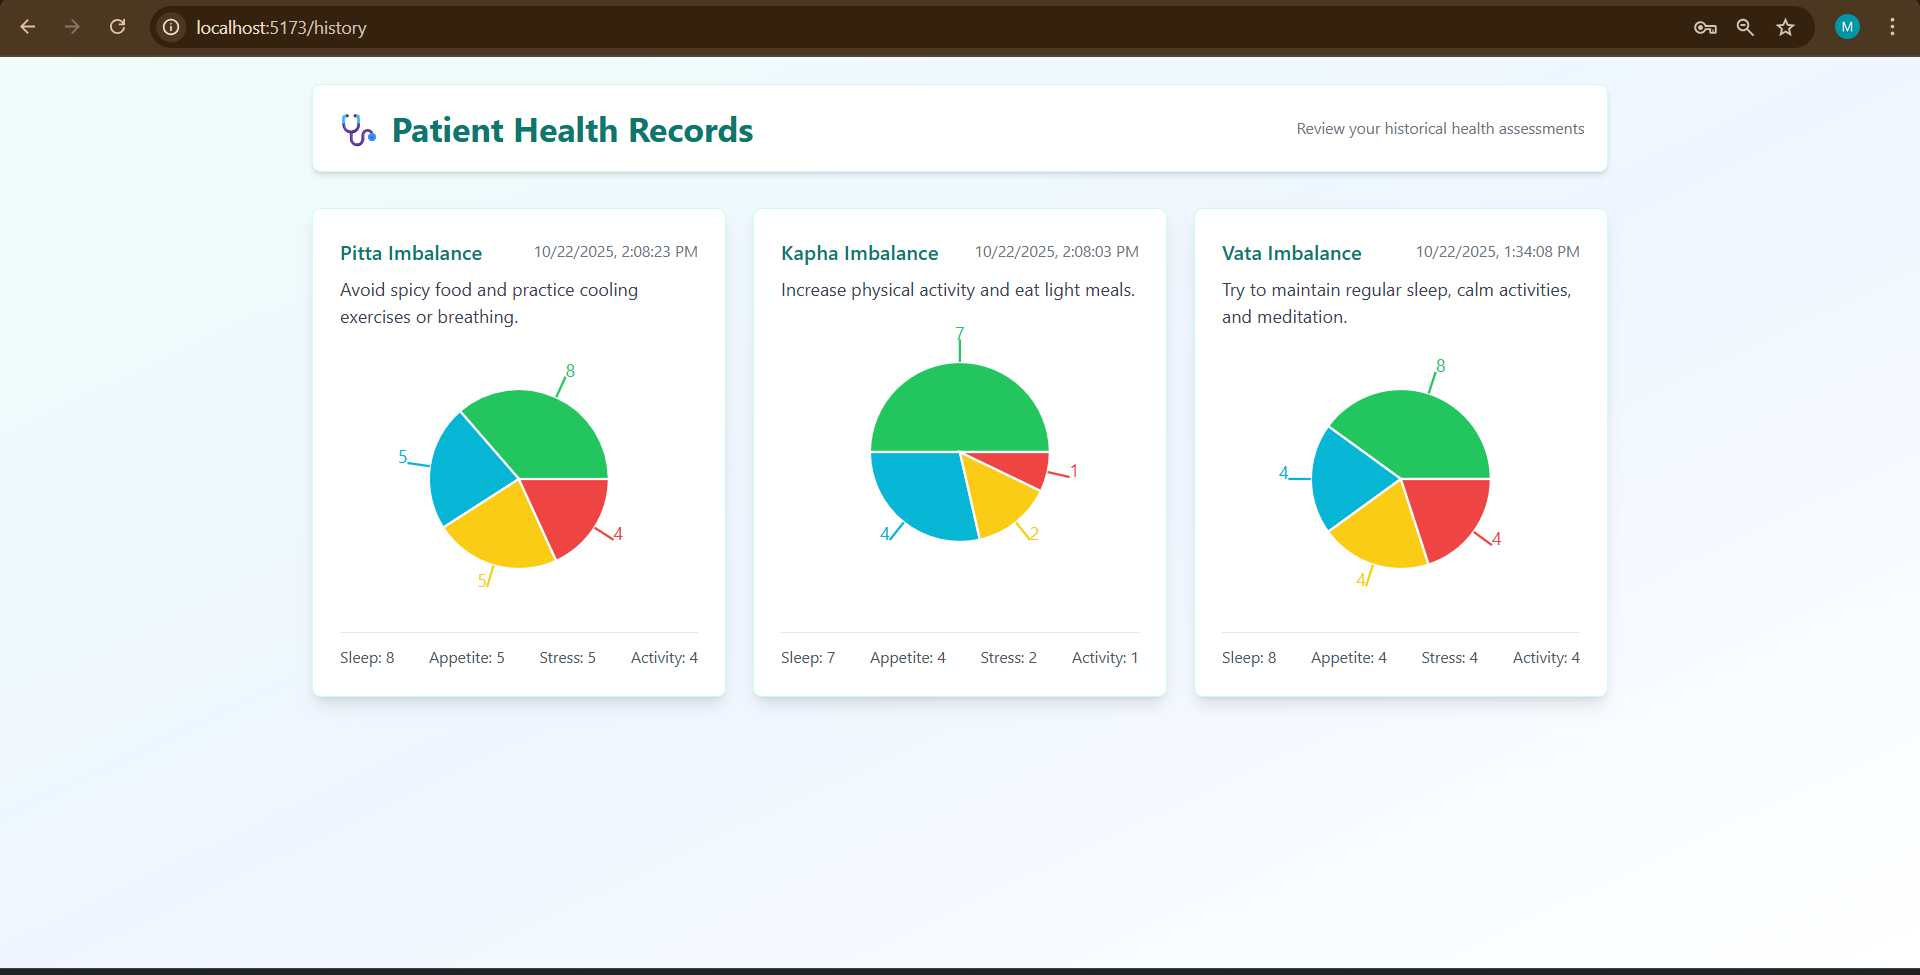 localhost:5173/history
M
Patient Health Records
Review your historical health assessments
Pitta Imbalance
10/22/2025, 2:08:23 PM
Avoid spicy food and practice cooling
exercises or breathing.
8
5
5
4
Sleep: 8 Appetite: 5 Stress: 5 Activity: 4
Kapha Imbalance
10/22/2025, 2:08:03 PM
Increase physical activity and eat light meals.
7
4
2
1
Sleep: 7 Appetite: 4 Stress: 2 Activity: 1
Vata Imbalance
10/22/2025, 1:34:08 PM
Try to maintain regular sleep, calm activities,
and meditation.
8
4
4
4
Sleep: 8 Appetite: 4 Stress: 4 Activity: 4